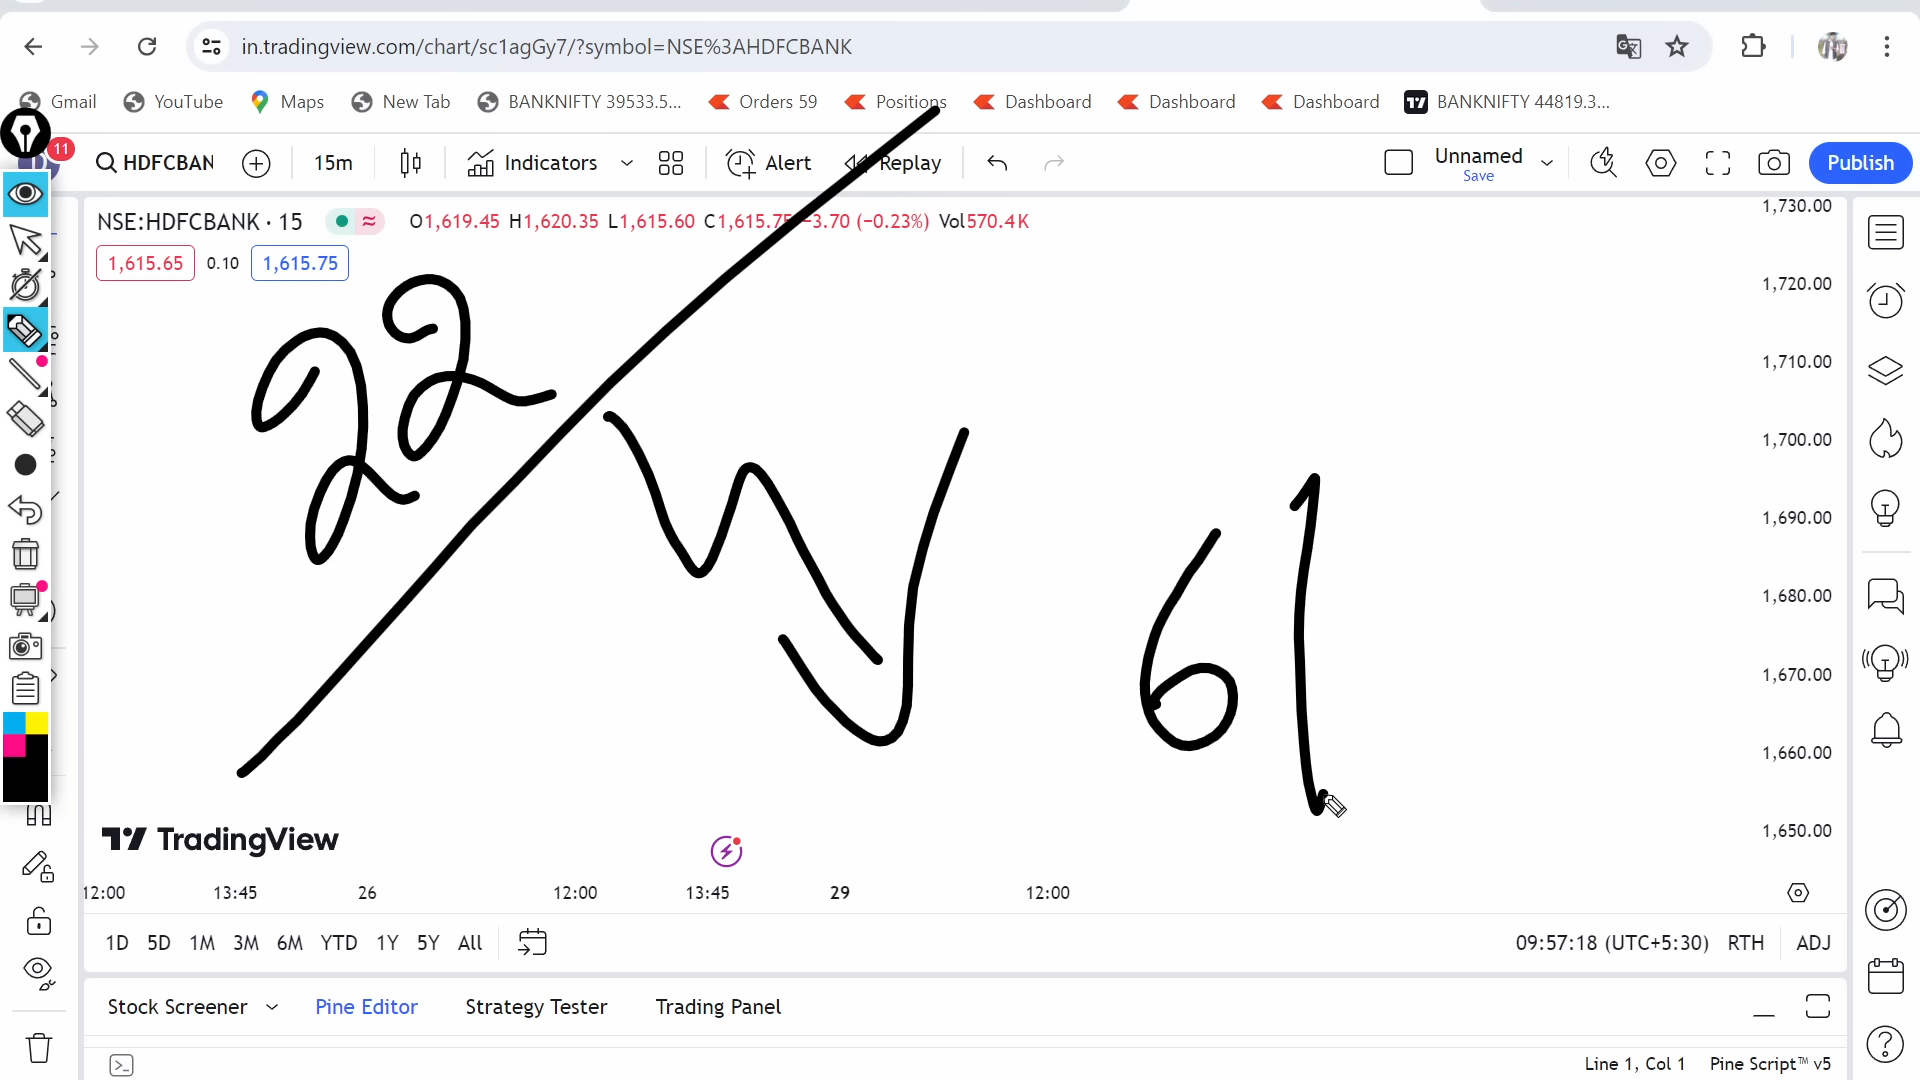 in.tradingview.com/chart/sc1agGy7/?symbol=NSE%3AHDFCBANK
Gmail YouTube Maps New Tab BANKNIFTY 39533.5... Orders 59 Positions Dashboard Dashboard Dashboard BANKNIFTY 44819.3...
11 HDFCBAN 15m Indicators Alert Replay Unnamed Save Publish
NSE:HDFCBANK · 15 O1,619.45 H1,620.35 L1,615.60 C1,615.75 −3.70 (−0.23%) Vol570.4K
1,615.65 0.10 1,615.75
22
61
1,730.00
1,720.00
1,710.00
1,700.00
1,690.00
1,680.00
1,670.00
1,660.00
1,650.00
TradingView
12:00 13:45 26 12:00 13:45 29 12:00
1D 5D 1M 3M 6M YTD 1Y 5Y All 09:57:18 (UTC+5:30) RTH ADJ
Stock Screener Pine Editor Strategy Tester Trading Panel
Line 1, Col 1 Pine Script™ v5